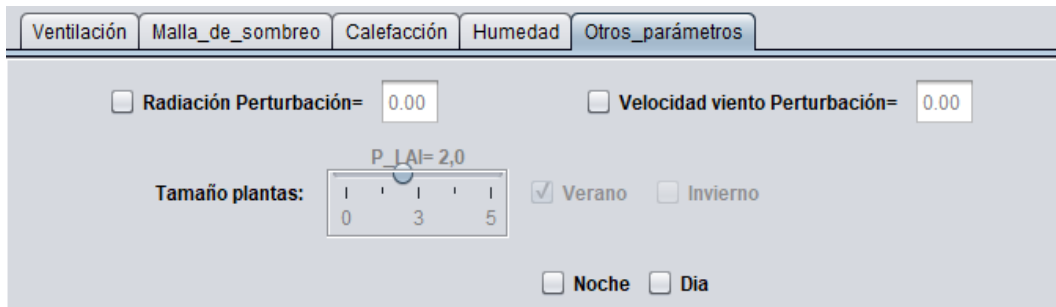 Ventilación Malla_de_sombreo Calefacción Humedad Otros_parámetros
Radiación Perturbación= 0.00 Velocidad viento Perturbación= 0.00
P_LAI= 2,0
Tamaño plantas: Verano Invierno
0 3 5
Noche Dia